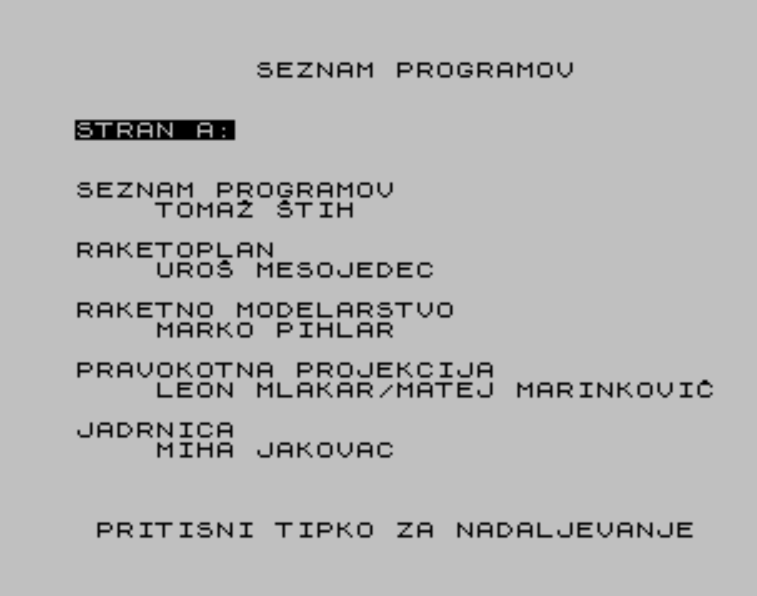 SEZNAM PROGRAMOV
STRAN A:
SEZNAM PROGRAMOV
TOMAŽ ŠTIH
RAKETOPLAN
UROŠ MESOJEDEC
RAKETNO MODELARSTVO
MARKO PIHLAR
PRAVOKOTNA PROJEKCIJA
LEON MLAKAR/MATEJ MARINKOVIČ
JADRNICA
MIHA JAKOVAC
PRITISNI TIPKO ZA NADALJEVANJE